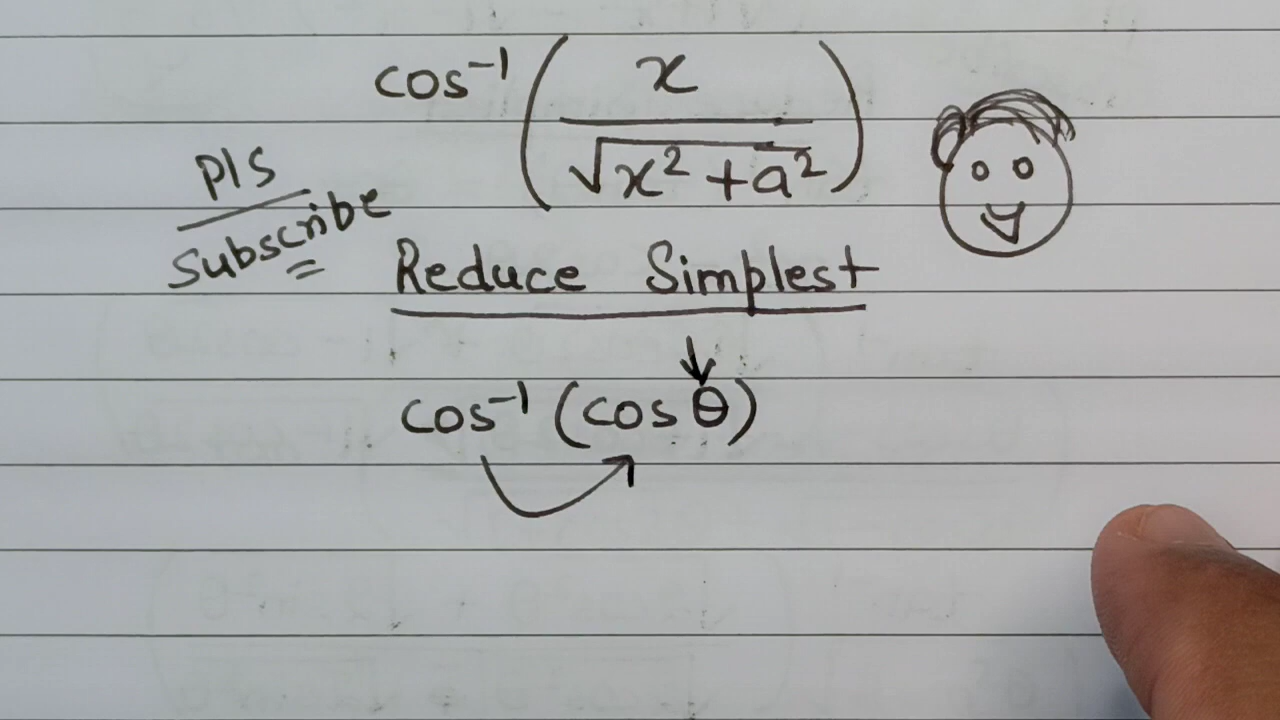 cos⁻¹ (x / √x² + a²)
Pls
Subscribe
Reduce Simplest
cos⁻¹ (cos θ)